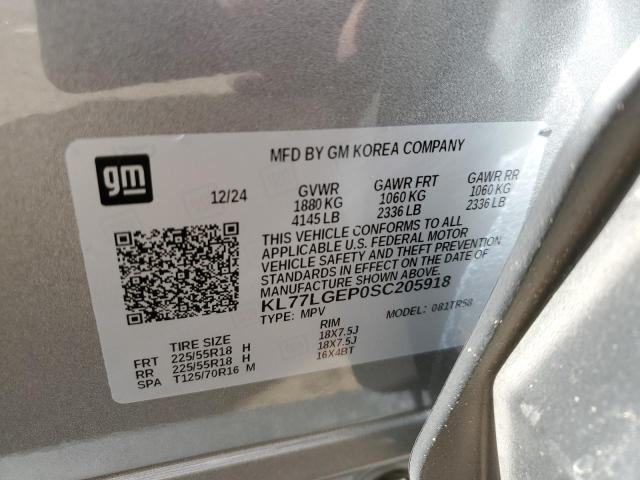 gm
MFD BY GM KOREA COMPANY
12/24 GVWR GAWR FRT GAWR RR
1880 KG 1060 KG 1060 KG
4145 LB 2336 LB 2336 LB
THIS VEHICLE CONFORMS TO ALL
APPLICABLE U.S. FEDERAL MOTOR
VEHICLE SAFETY AND THEFT PREVENTION
STANDARDS IN EFFECT ON THE DATE OF
MANUFACTURE SHOWN ABOVE.
KL77LGEP0SC205918
TYPE: MPV MODEL: 081TR58
TIRE SIZE RIM
FRT 225/55R18 H 18X7.5J
RR 225/55R18 H 18X7.5J
SPA T125/70R16 M 16X4BT